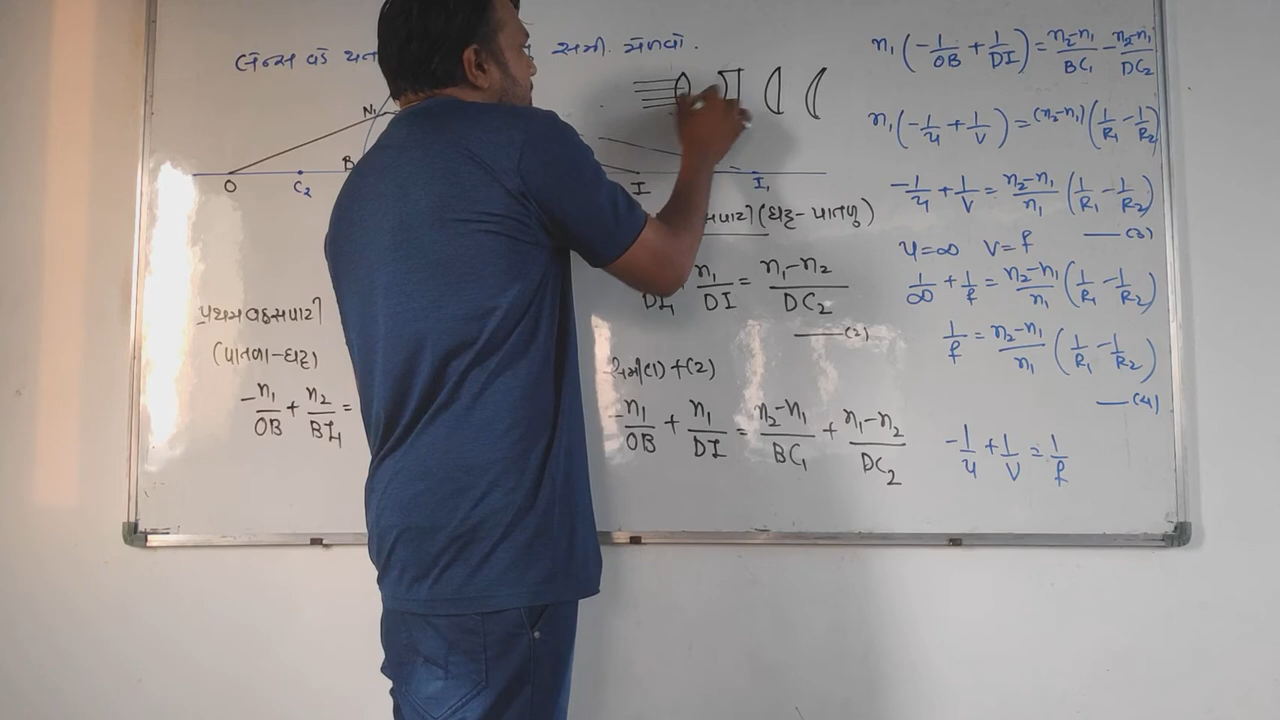 લેન્સ વડે સમી. મેળવો.
N₁
O C₂ B I I₁
પ્રથમ વક્રસપાટી
(પાતળા-ઘટ્ટ)
-n₁/OB + n₂/BI₁ =
(ઘટ્ટ-પાતળુ)
n₁/DI = n₁-n₂/DC₂
—(2)
સમી(1)+(2)
-n₁/OB + n₁/DI = n₂-n₁/BC₁ + n₁-n₂/DC₂
n₁(-1/OB + 1/DI) = n₂-n₁/BC₁ - n₂-n₁/DC₂
n₁(-1/u + 1/v) = (n₂-n₁)(1/R₁ - 1/R₂)
-1/u + 1/v = n₂-n₁/n₁ (1/R₁ - 1/R₂)
—(3)
u=∞ v=f
1/∞ + 1/f = n₂-n₁/n₁ (1/R₁ - 1/R₂)
1/f = n₂-n₁/n₁ (1/R₁ - 1/R₂)
—(4)
-1/u + 1/v = 1/f